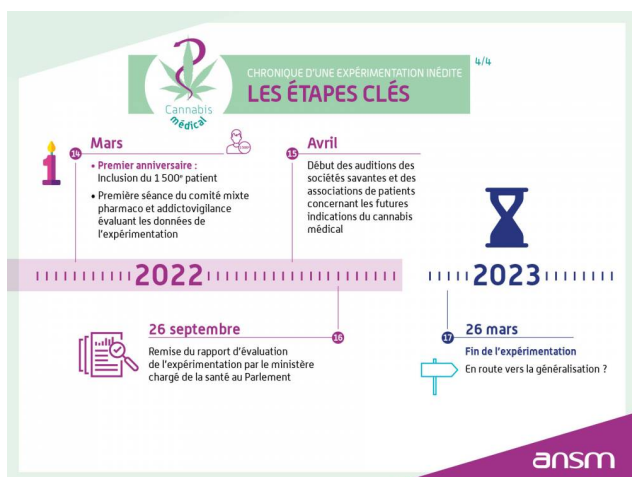 CHRONIQUE D'UNE EXPÉRIMENTATION INÉDITE
4/4
LES ÉTAPES CLÉS
Cannabis
médical
1
14
Mars
• Premier anniversaire :
Inclusion du 1 500e patient
• Première séance du comité mixte
pharmaco et addictovigilance
évaluant les données de
l'expérimentation
15
Avril
Début des auditions des
sociétés savantes et des
associations de patients
concernant les futures
indications du cannabis
médical
2022
2023
26 septembre
16
Remise du rapport d'évaluation
de l'expérimentation par le ministère
chargé de la santé au Parlement
17
26 mars
Fin de l'expérimentation
En route vers la généralisation ?
ansm